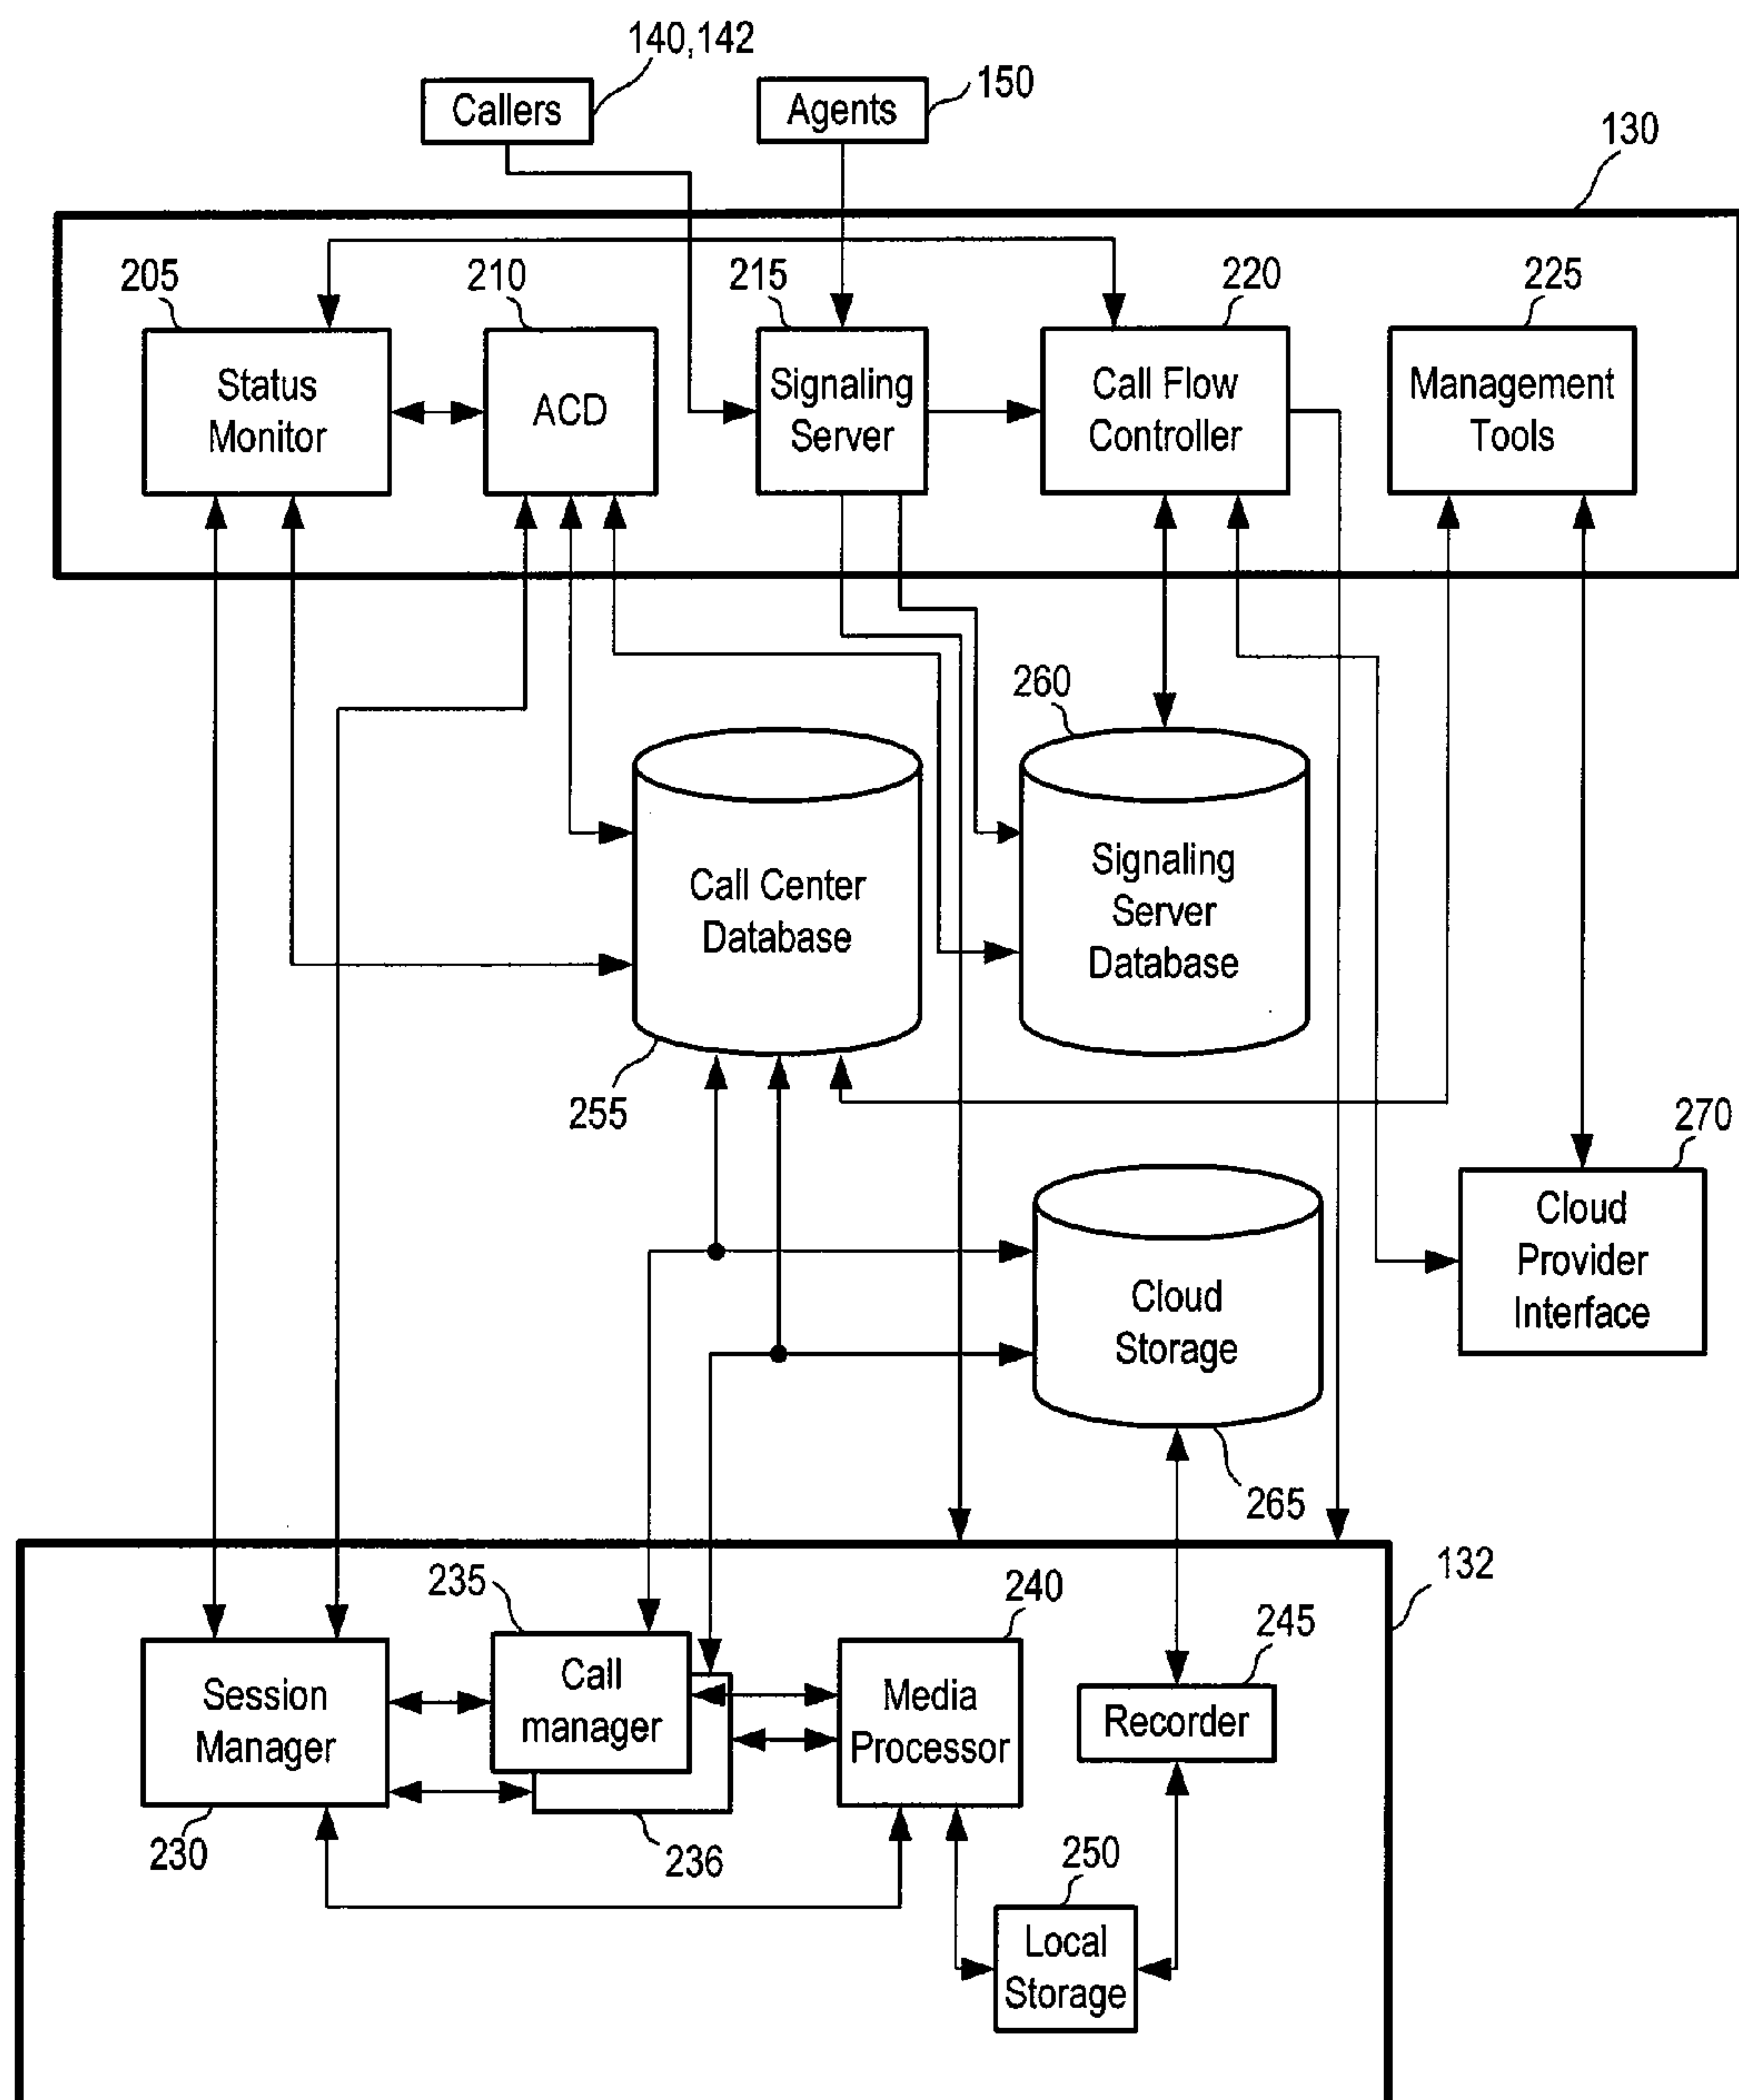 140,142
Callers
Agents
150
130
205
210
215
220
225
Status
Monitor
ACD
Signaling
Server
Call Flow
Controller
Management
Tools
260
Call Center
Database
Signaling
Server
Database
255
270
Cloud
Provider
Interface
Cloud
Storage
265
132
235
240
245
Session
Manager
Call
manager
Media
Processor
Recorder
230
236
250
Local
Storage